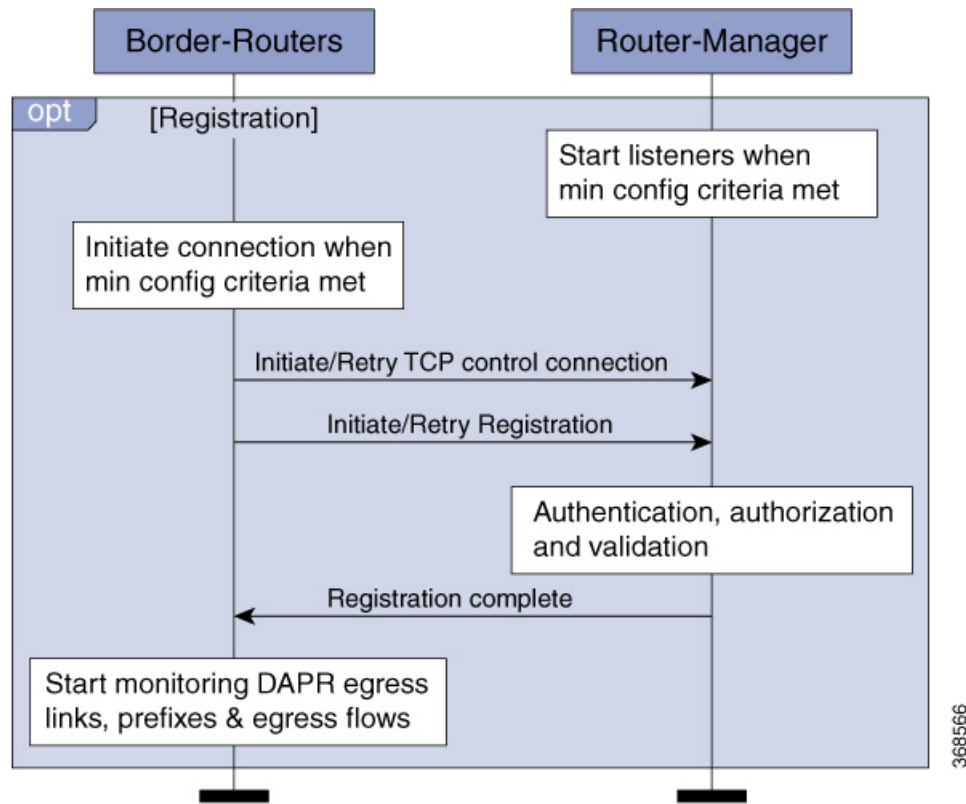 Border-Routers
Router-Manager
opt
[Registration]
Start listeners when
min config criteria met
Initiate connection when
min config criteria met
Initiate/Retry TCP control connection
Initiate/Retry Registration
Authentication, authorization
and validation
Registration complete
Start monitoring DAPR egress
links, prefixes & egress flows
368566